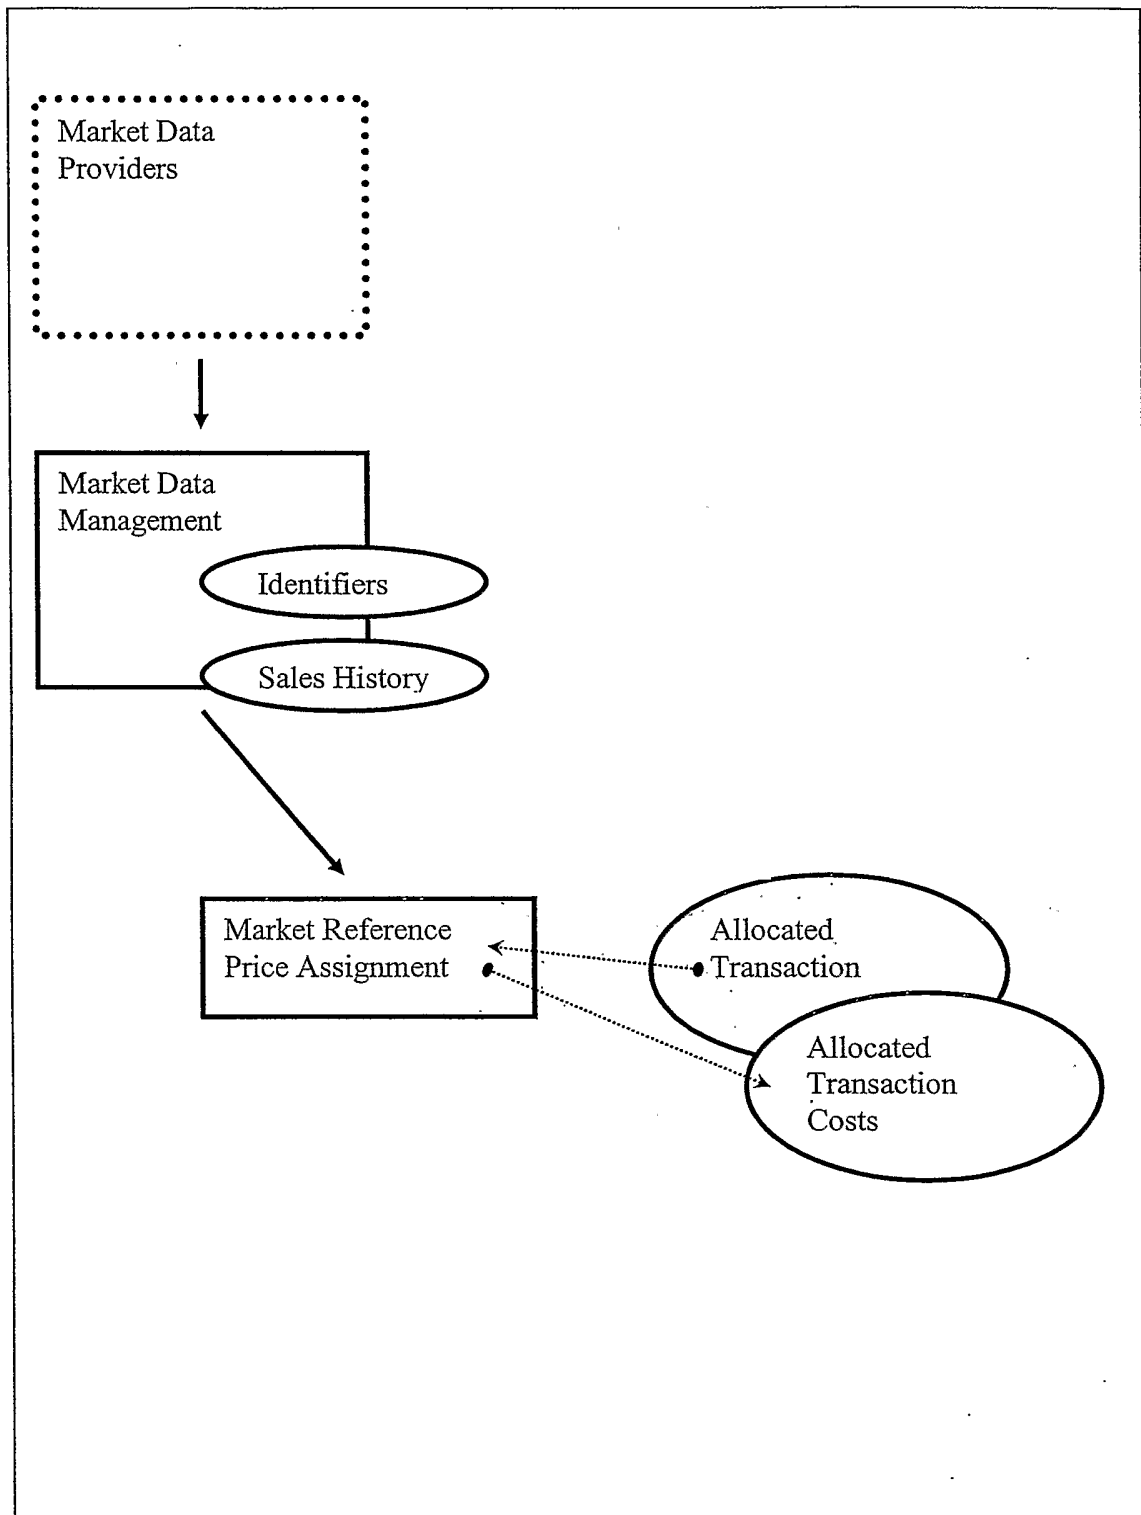 Market Data
Providers
Market Data
Management
Identifiers
Sales History
Market Reference
Price Assignment
Allocated
Transaction
Allocated
Transaction
Costs